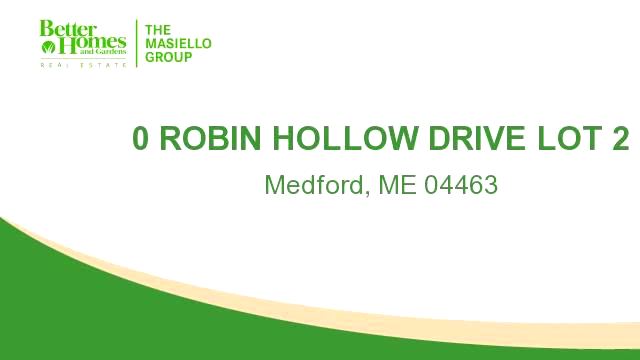 Better
Homes
and Gardens
REAL ESTATE
THE
MASIELLO
GROUP
0 ROBIN HOLLOW DRIVE LOT 2
Medford, ME 04463